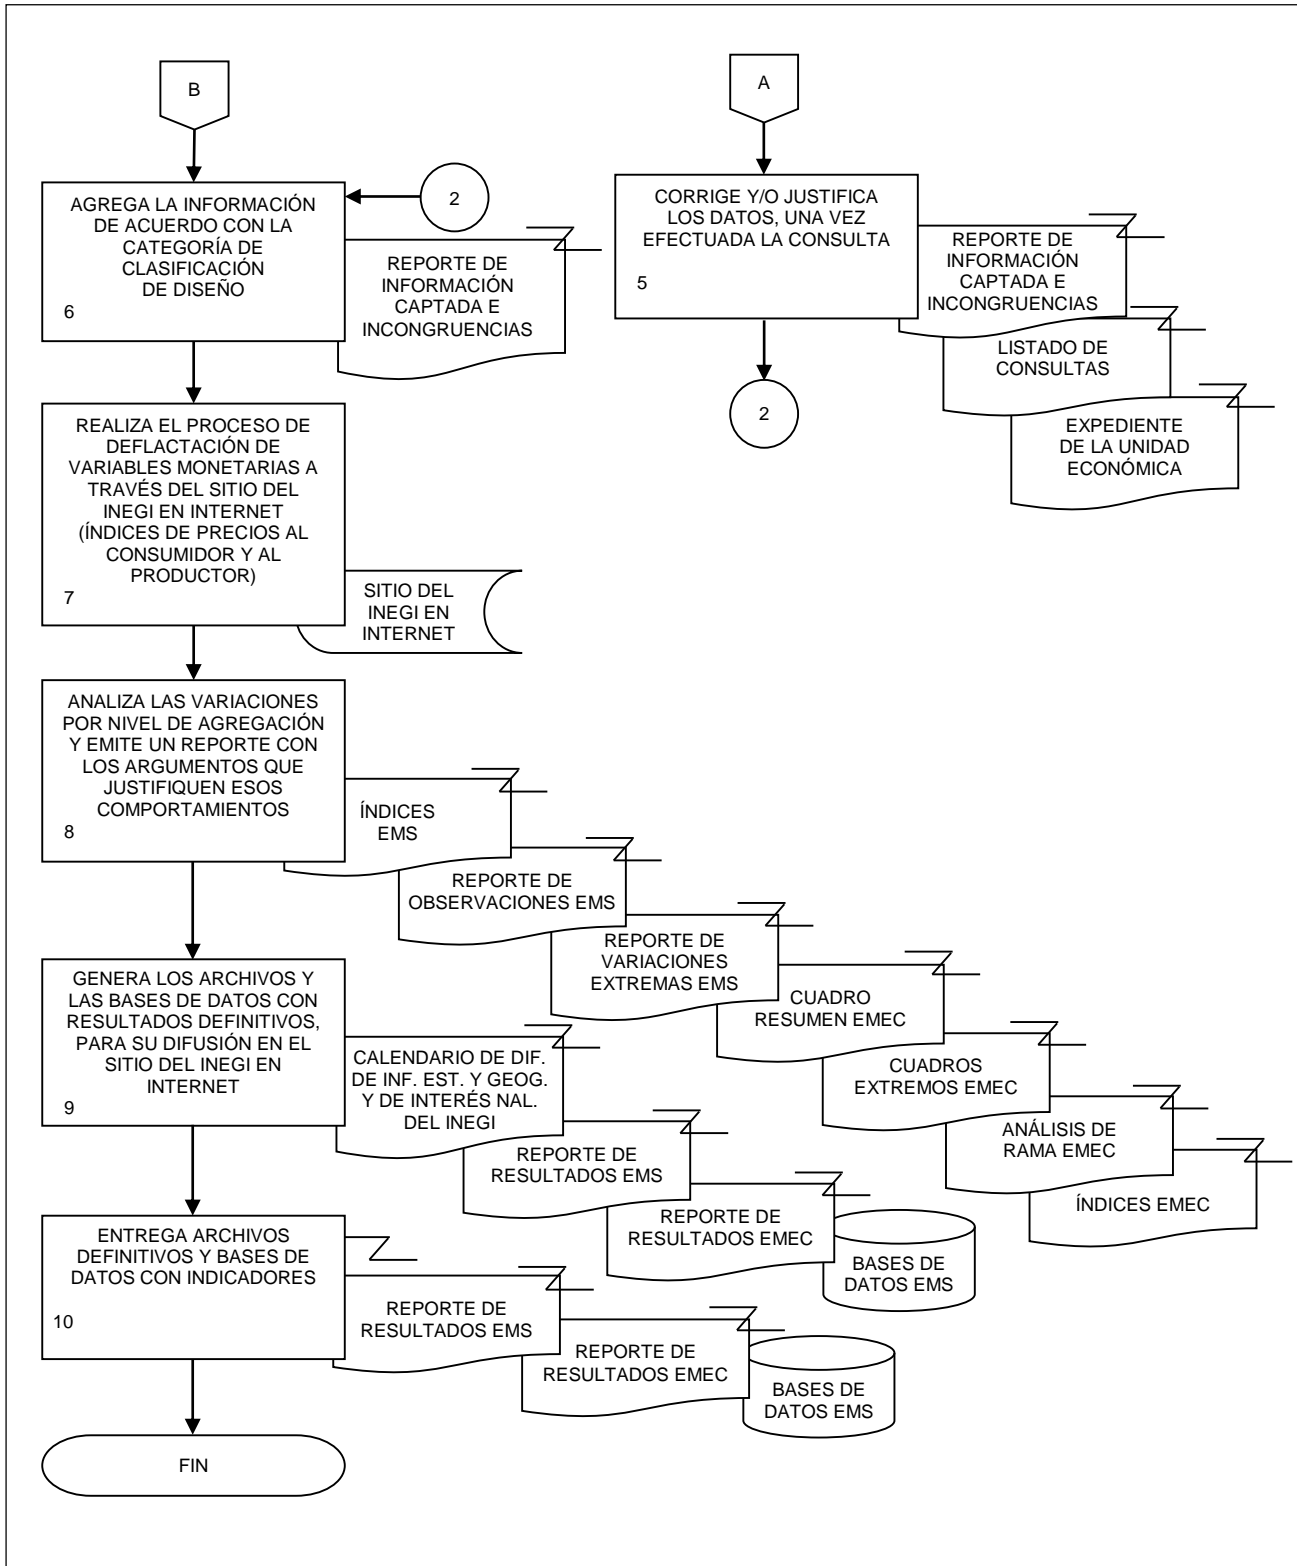 B
2
AGREGA LA INFORMACIÓN
DE ACUERDO CON LA
CATEGORÍA DE
CLASIFICACIÓN
DE DISEÑO
6
REPORTE DE
INFORMACIÓN
CAPTADA E
INCONGRUENCIAS
REALIZA EL PROCESO DE
DEFLACTACIÓN DE
VARIABLES MONETARIAS A
TRAVÉS DEL SITIO DEL
INEGI EN INTERNET
(ÍNDICES DE PRECIOS AL
CONSUMIDOR Y AL
PRODUCTOR)
7
SITIO DEL
INEGI EN
INTERNET
ANALIZA LAS VARIACIONES
POR NIVEL DE AGREGACIÓN
Y EMITE UN REPORTE CON
LOS ARGUMENTOS QUE
JUSTIFIQUEN ESOS
COMPORTAMIENTOS
8
ÍNDICES
EMS
REPORTE DE
OBSERVACIONES EMS
REPORTE DE
VARIACIONES
EXTREMAS EMS
CUADRO
RESUMEN EMEC
CUADROS
EXTREMOS EMEC
ANÁLISIS DE
RAMA EMEC
ÍNDICES EMEC
GENERA LOS ARCHIVOS Y
LAS BASES DE DATOS CON
RESULTADOS DEFINITIVOS,
PARA SU DIFUSIÓN EN EL
SITIO DEL INEGI EN
INTERNET
9
CALENDARIO DE DIF.
DE INF. EST. Y GEOG.
Y DE INTERÉS NAL.
DEL INEGI
REPORTE DE
RESULTADOS EMS
REPORTE DE
RESULTADOS EMEC
BASES DE
DATOS EMS
ENTREGA ARCHIVOS
DEFINITIVOS Y BASES DE
DATOS CON INDICADORES
10
REPORTE DE
RESULTADOS EMS
REPORTE DE
RESULTADOS EMEC
BASES DE
DATOS EMS
FIN
A
CORRIGE Y/O JUSTIFICA
LOS DATOS, UNA VEZ
EFECTUADA LA CONSULTA
5
REPORTE DE
INFORMACIÓN
CAPTADA E
INCONGRUENCIAS
LISTADO DE
CONSULTAS
EXPEDIENTE
DE LA UNIDAD
ECONÓMICA
2